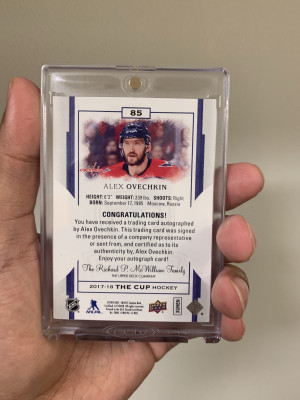 85
ALEX OVECHKIN
HEIGHT: 6'3" WEIGHT: 239 lbs. SHOOTS: Right
BORN: September 17, 1985 Moscow, Russia
CONGRATULATIONS!
You have received a trading card autographed
by Alex Ovechkin. This trading card was signed
in the presence of a company representative
or sent from, and certified as to its
authenticity by, Alex Ovechkin.
Enjoy your autograph card!
The Richard P. McWilliam Family
THE UPPER DECK COMPANY
2017-18 THE CUP HOCKEY
NHL
NHLPA